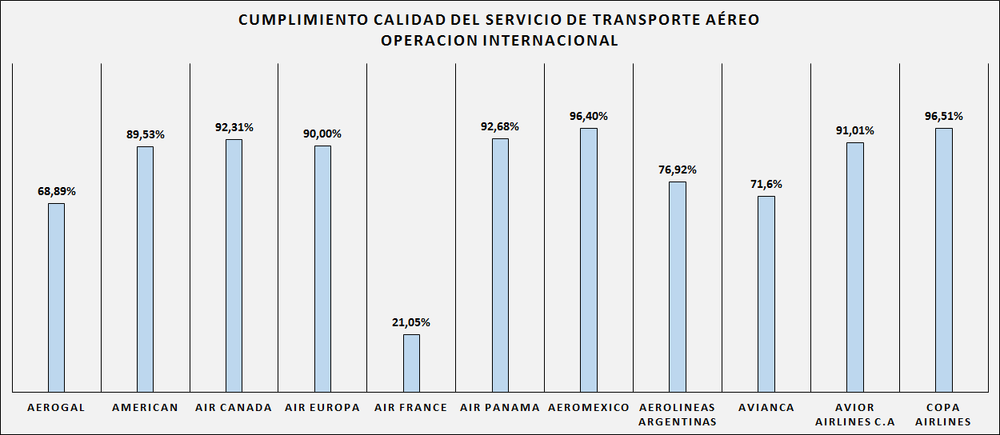 CUMPLIMIENTO CALIDAD DEL SERVICIO DE TRANSPORTE AÉREO
OPERACION INTERNACIONAL
68,89%
89,53%
92,31%
90,00%
21,05%
92,68%
96,40%
76,92%
71,6%
91,01%
96,51%
AEROGAL
AMERICAN
AIR CANADA
AIR EUROPA
AIR FRANCE
AIR PANAMA
AEROMEXICO
AEROLINEAS
ARGENTINAS
AVIANCA
AVIOR
AIRLINES C.A
COPA
AIRLINES